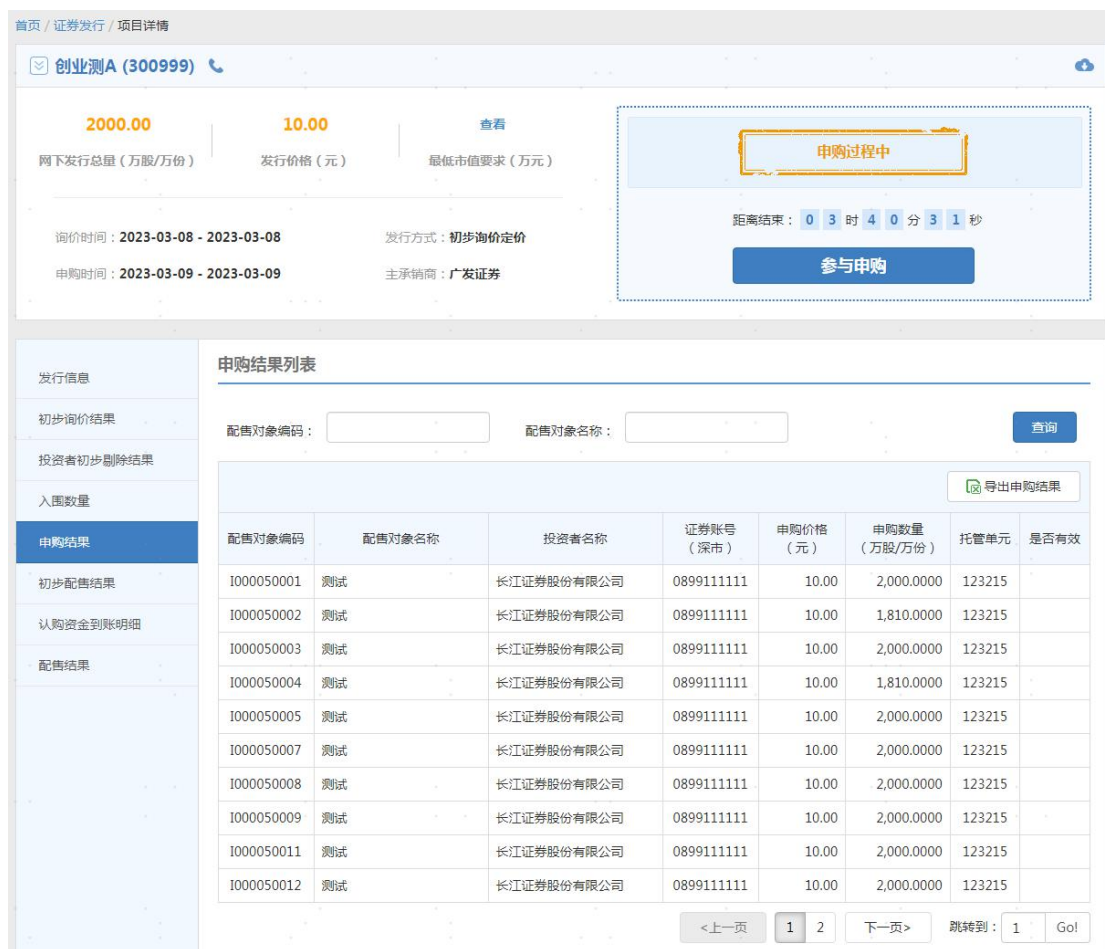 首页 / 证券发行 / 项目详情
创业测A (300999)
2000.00 10.00 查看
网下发行总量（万股/万份） 发行价格（元） 最低市值要求（万元）
询价时间：2023-03-08 - 2023-03-08 发行方式：初步询价定价
申购时间：2023-03-09 - 2023-03-09 主承销商：广发证券
申购过程中
距离结束： 0 3 时 4 0 分 3 1 秒
参与申购
发行信息
初步询价结果
投资者初步剔除结果
入围数量
申购结果
初步配售结果
认购资金到账明细
配售结果
申购结果列表
配售对象编码： 配售对象名称： 查询
导出申购结果
配售对象编码 配售对象名称 投资者名称 证券账号（深市） 申购价格（元） 申购数量（万股/万份） 托管单元 是否有效
I000050001 测试 长江证券股份有限公司 0899111111 10.00 2,000.0000 123215
I000050002 测试 长江证券股份有限公司 0899111111 10.00 1,810.0000 123215
I000050003 测试 长江证券股份有限公司 0899111111 10.00 2,000.0000 123215
I000050004 测试 长江证券股份有限公司 0899111111 10.00 1,810.0000 123215
I000050005 测试 长江证券股份有限公司 0899111111 10.00 2,000.0000 123215
I000050007 测试 长江证券股份有限公司 0899111111 10.00 2,000.0000 123215
I000050008 测试 长江证券股份有限公司 0899111111 10.00 2,000.0000 123215
I000050009 测试 长江证券股份有限公司 0899111111 10.00 2,000.0000 123215
I000050011 测试 长江证券股份有限公司 0899111111 10.00 2,000.0000 123215
I000050012 测试 长江证券股份有限公司 0899111111 10.00 2,000.0000 123215
<上一页 1 2 下一页> 跳转到： 1 Go!